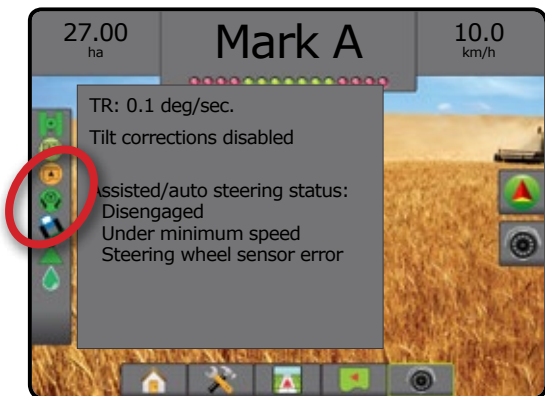 27.00
ha
Mark A
10.0
km/h
TR: 0.1 deg/sec.
Tilt corrections disabled
Assisted/auto steering status:
Disengaged
Under minimum speed
Steering wheel sensor error